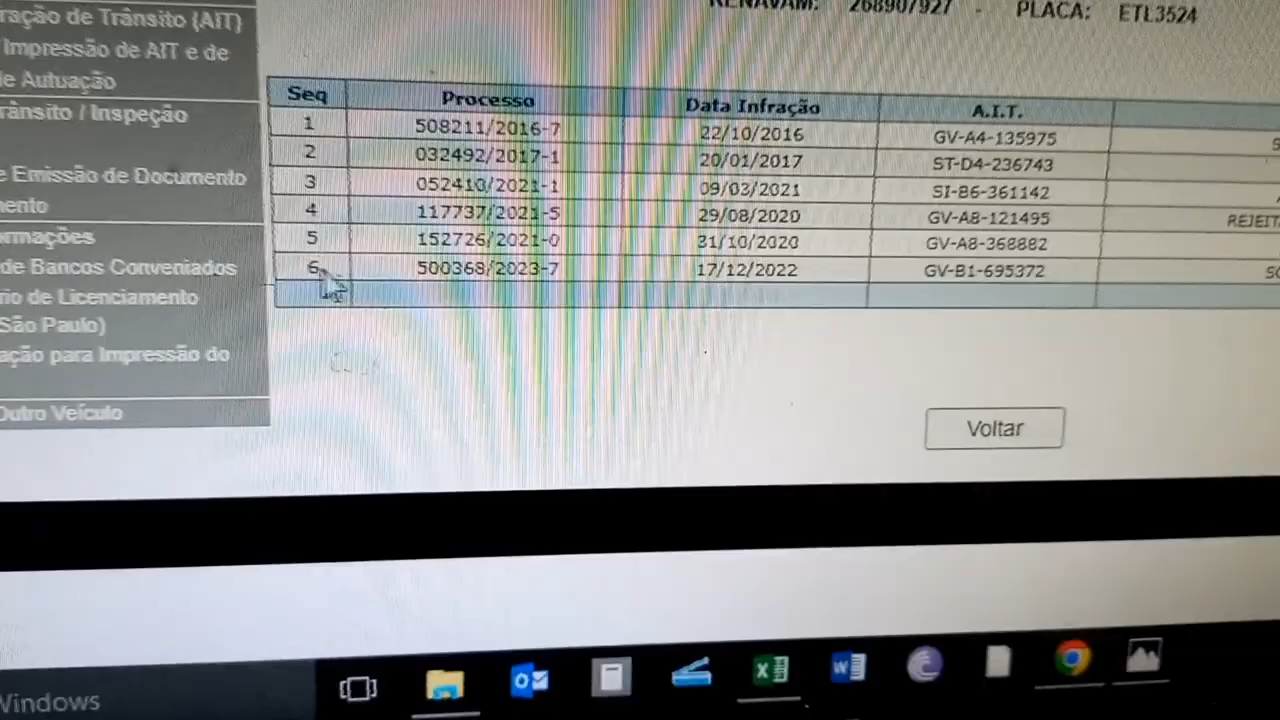 ração de Trânsito (AIT)
Impressão de AIT e de
de Autuação
rânsito / Inspeção
e Emissão de Documento
ento
ormações
de Bancos Conveniados
rio de Licenciamento
São Paulo)
ação para Impressão do
Outro Veículo
RENAVAM: 268907927 - PLACA: ETL3524
Seq Processo Data Infração A.I.T.
1 508211/2016-7 22/10/2016 GV-A4-135975 S
2 032492/2017-1 20/01/2017 ST-D4-236743
3 052410/2021-1 09/03/2021 SI-B6-361142
4 117737/2021-5 29/08/2020 GV-A8-121495 REJEIT
5 152726/2021-0 31/10/2020 GV-A8-368882
6 500368/2023-7 17/12/2022 GV-B1-695372 SO
Voltar
Windows